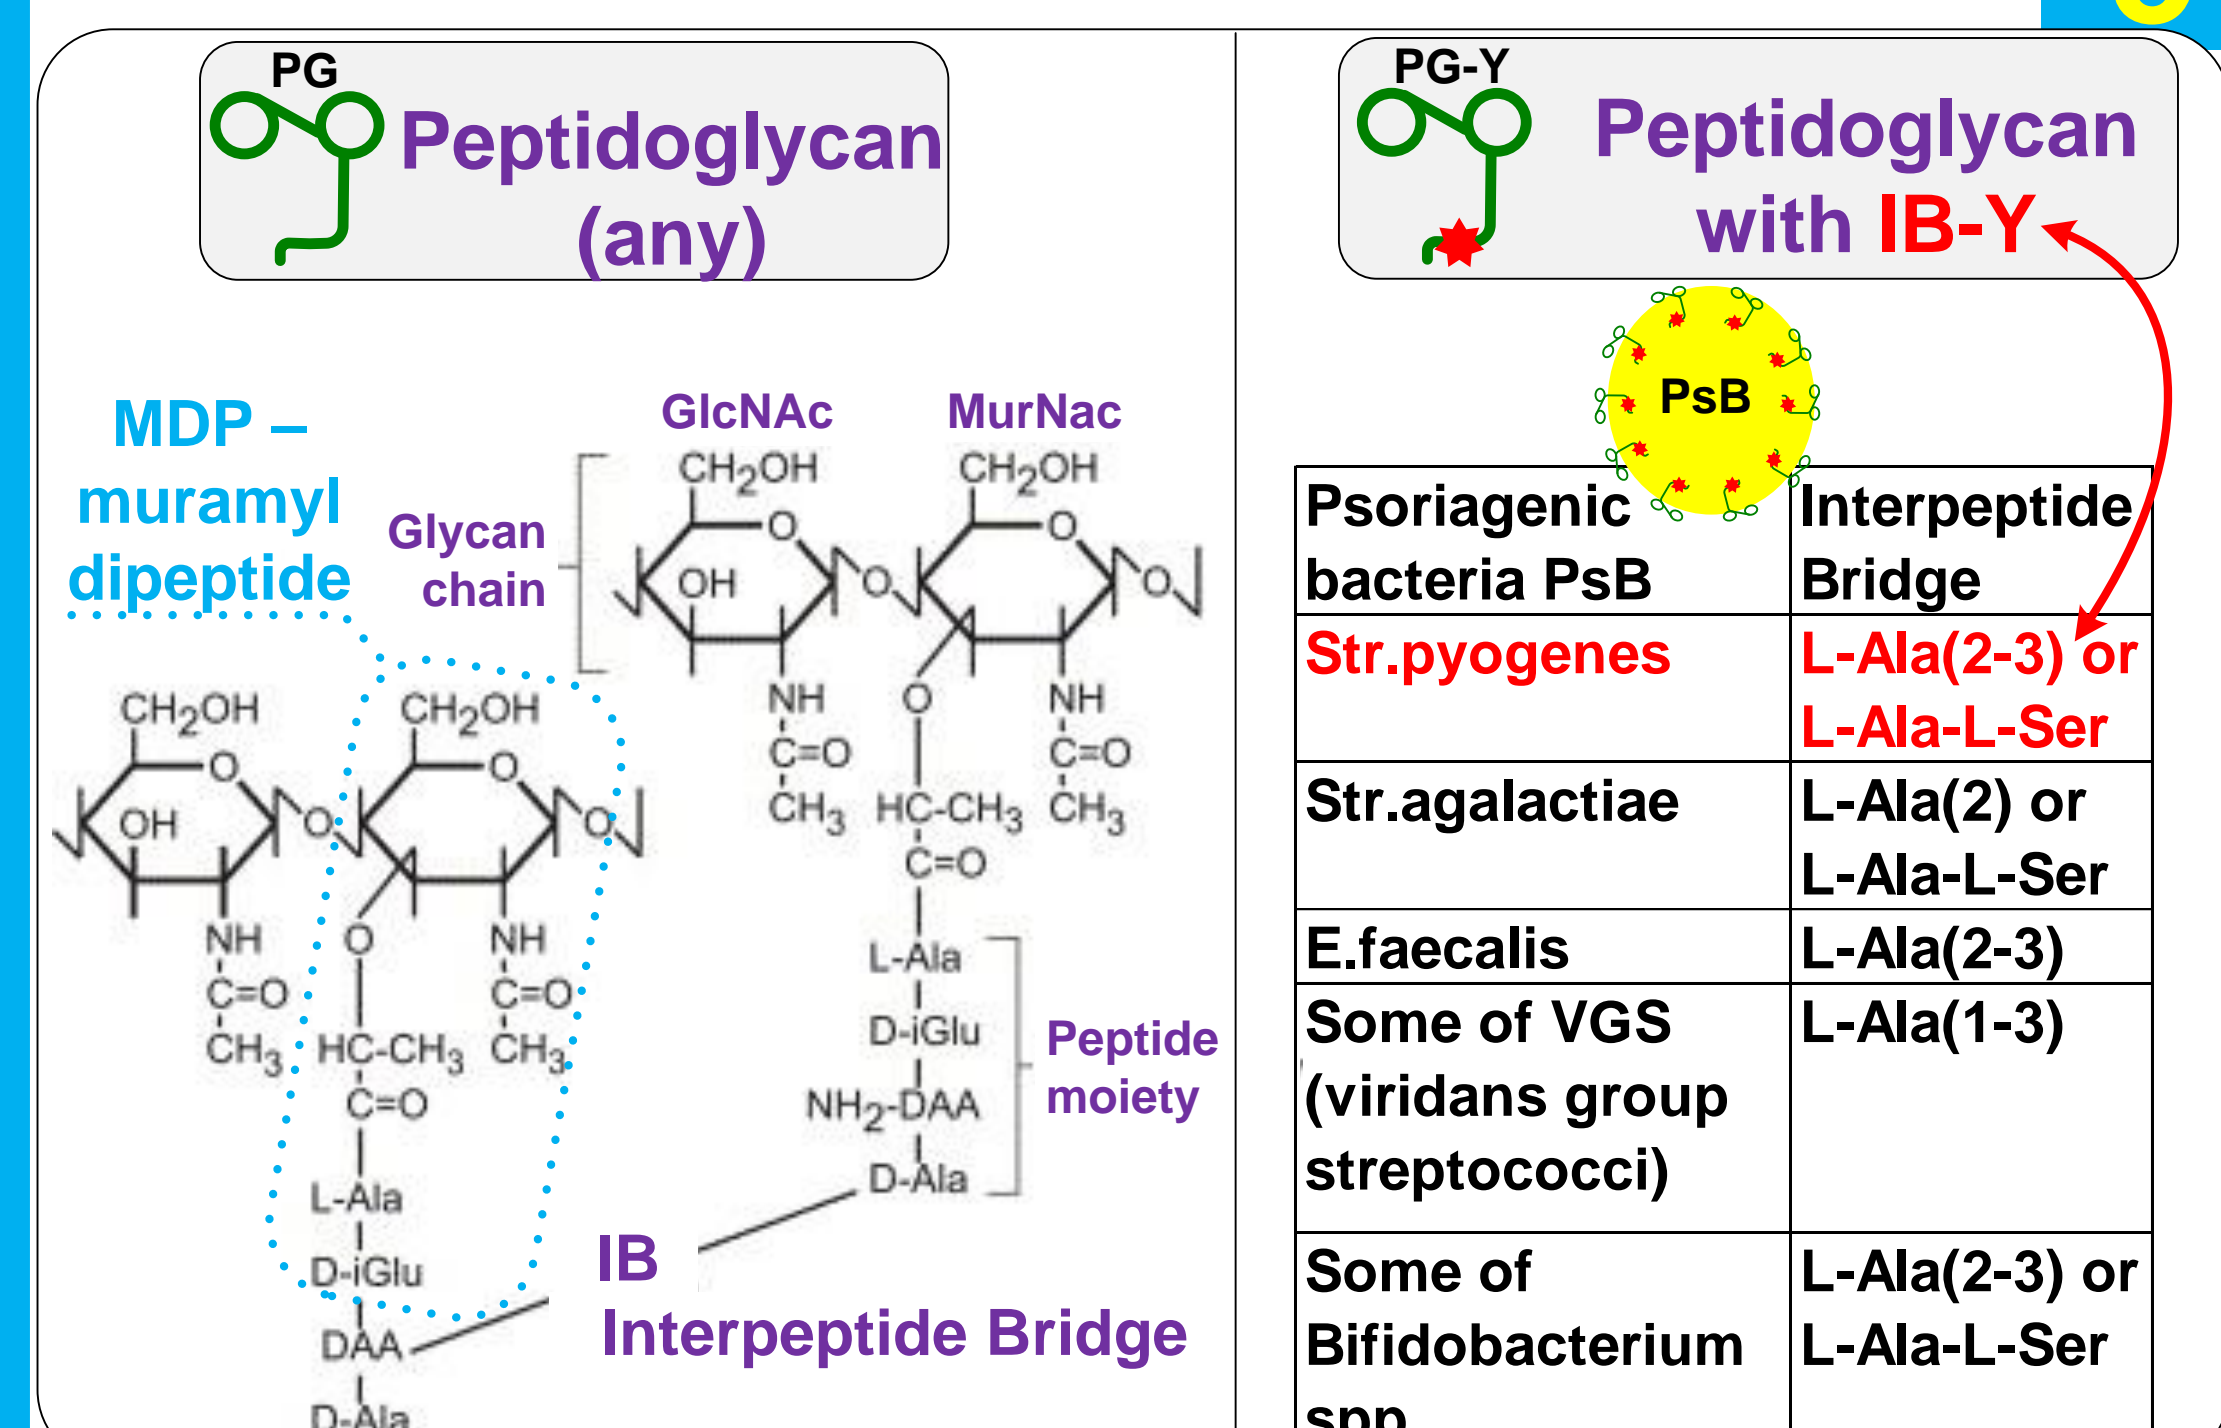 PG
Peptidoglycan
(any)
MDP –
muramyl
dipeptide
GlcNAc
MurNac
Glycan
chain
CH2OH
CH2OH
O
O
OH
O
O
NH
O
NH
C=O
C=O
CH3
HC-CH3
CH3
C=O
L-Ala
D-iGlu
NH2-DAA
D-Ala
Peptide
moiety
CH2OH
CH2OH
O
O
OH
O
O
NH
O
NH
C=O
C=O
CH3
HC-CH3
CH3
C=O
L-Ala
D-iGlu
DAA
D-Ala
IB
Interpeptide Bridge
PG-Y
Peptidoglycan
with IB-Y
PsB
Psoriagenic
bacteria PsB
Interpeptide
Bridge
Str.pyogenes
L-Ala(2-3) or
L-Ala-L-Ser
Str.agalactiae
L-Ala(2) or
L-Ala-L-Ser
E.faecalis
L-Ala(2-3)
Some of VGS
(viridans group
streptococci)
L-Ala(1-3)
Some of
Bifidobacterium
spp
L-Ala(2-3) or
L-Ala-L-Ser